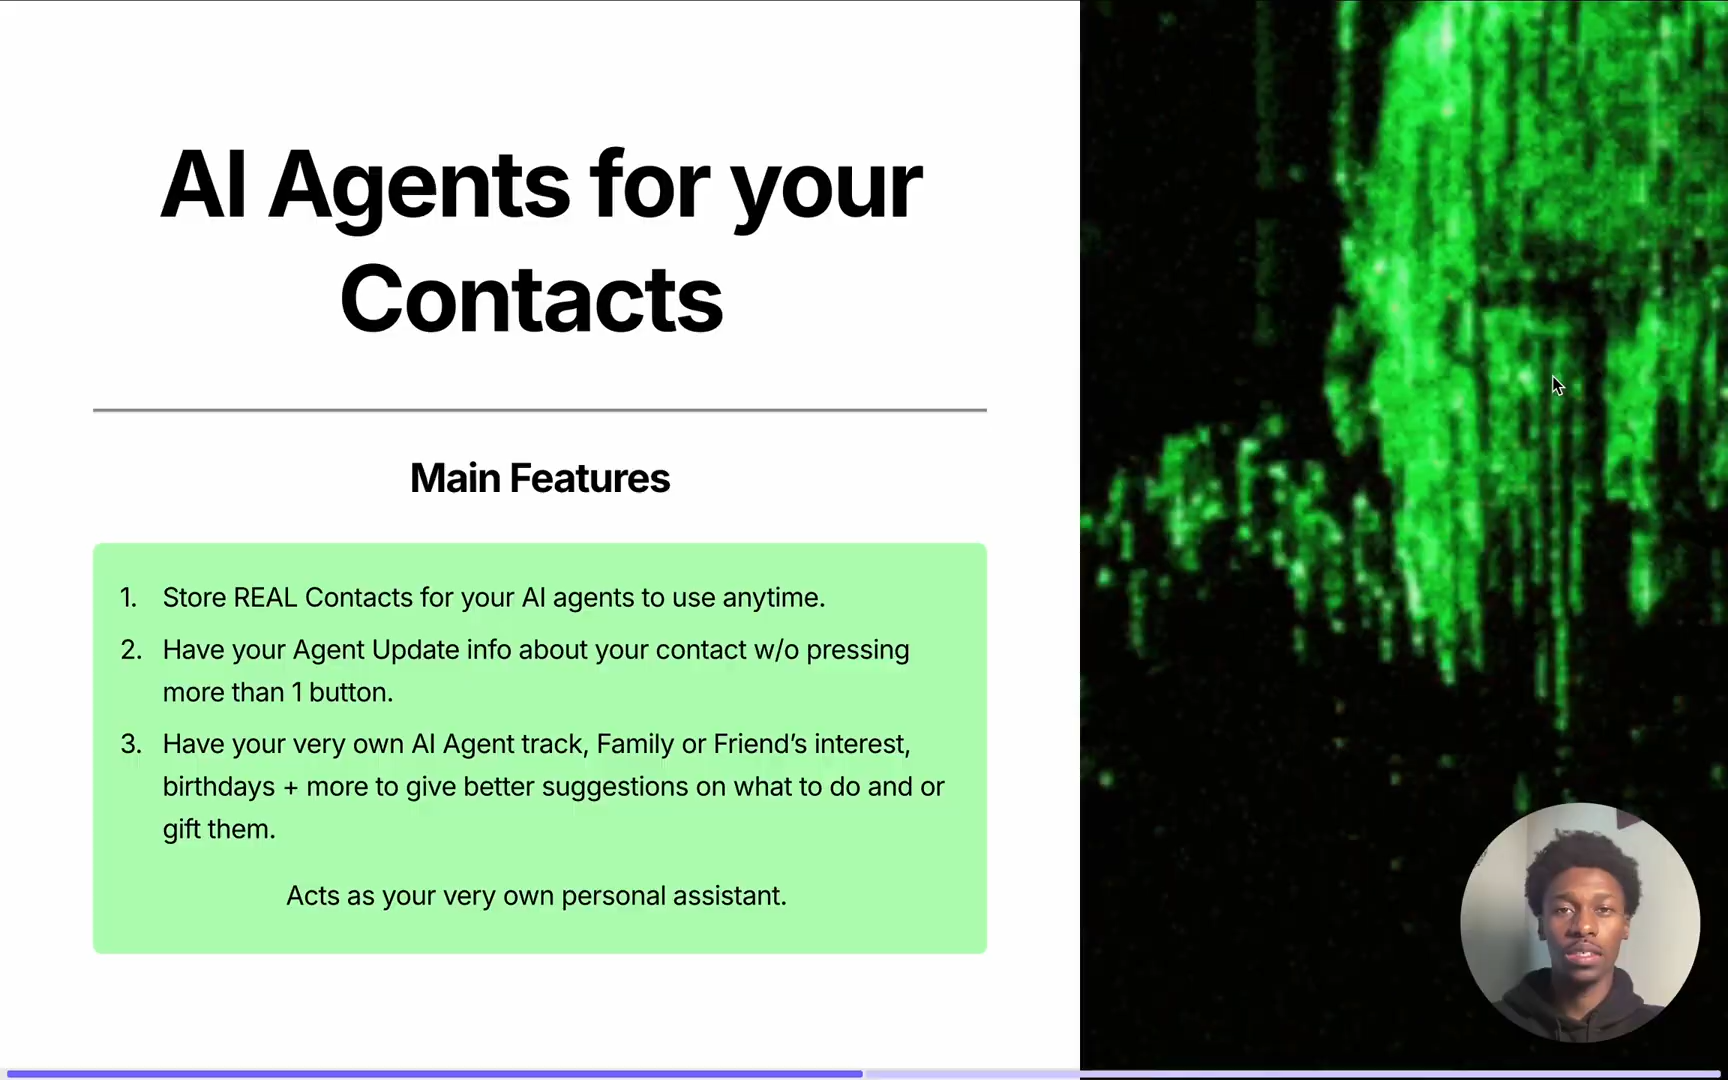 AI Agents for your
Contacts
Main Features
1. Store REAL Contacts for your AI agents to use anytime.
2. Have your Agent Update info about your contact w/o pressing
more than 1 button.
3. Have your very own AI Agent track, Family or Friend’s interest,
birthdays + more to give better suggestions on what to do and or
gift them.
Acts as your very own personal assistant.